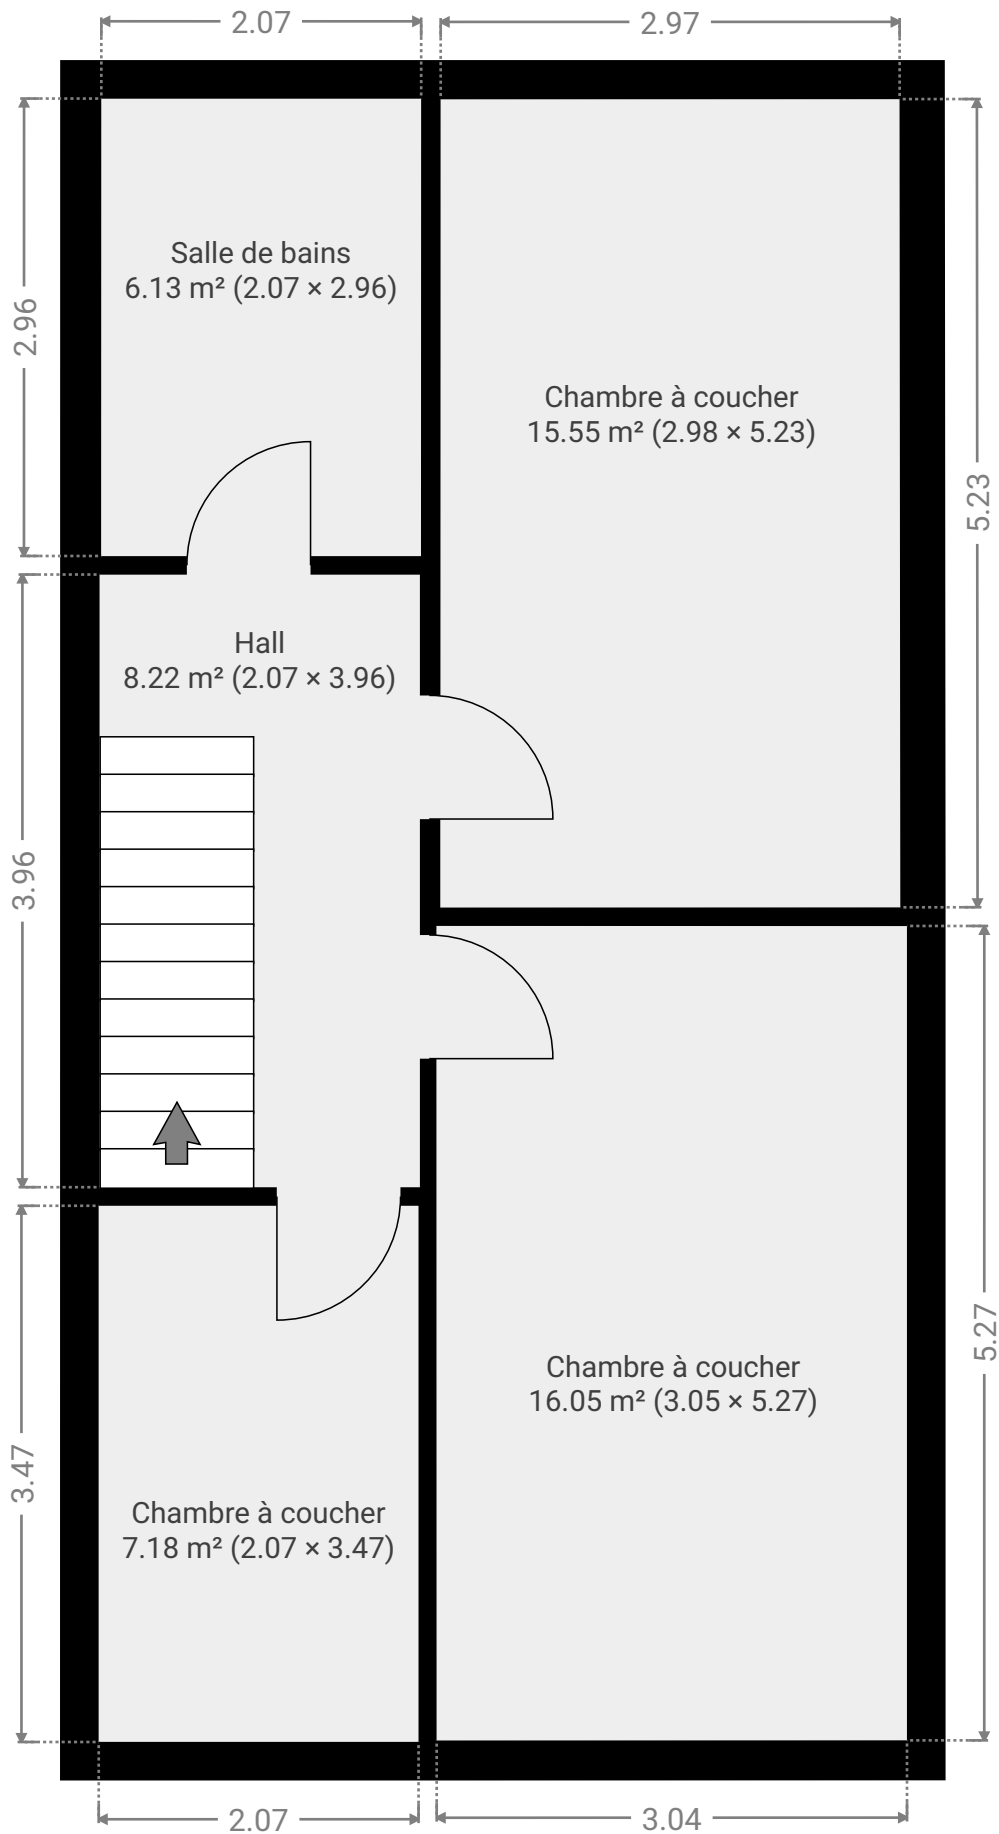 2.07
2.97
Salle de bains
6.13 m² (2.07 × 2.96)
2.96
Chambre à coucher
15.55 m² (2.98 × 5.23)
5.23
Hall
8.22 m² (2.07 × 3.96)
3.96
Chambre à coucher
16.05 m² (3.05 × 5.27)
5.27
Chambre à coucher
7.18 m² (2.07 × 3.47)
3.47
2.07
3.04